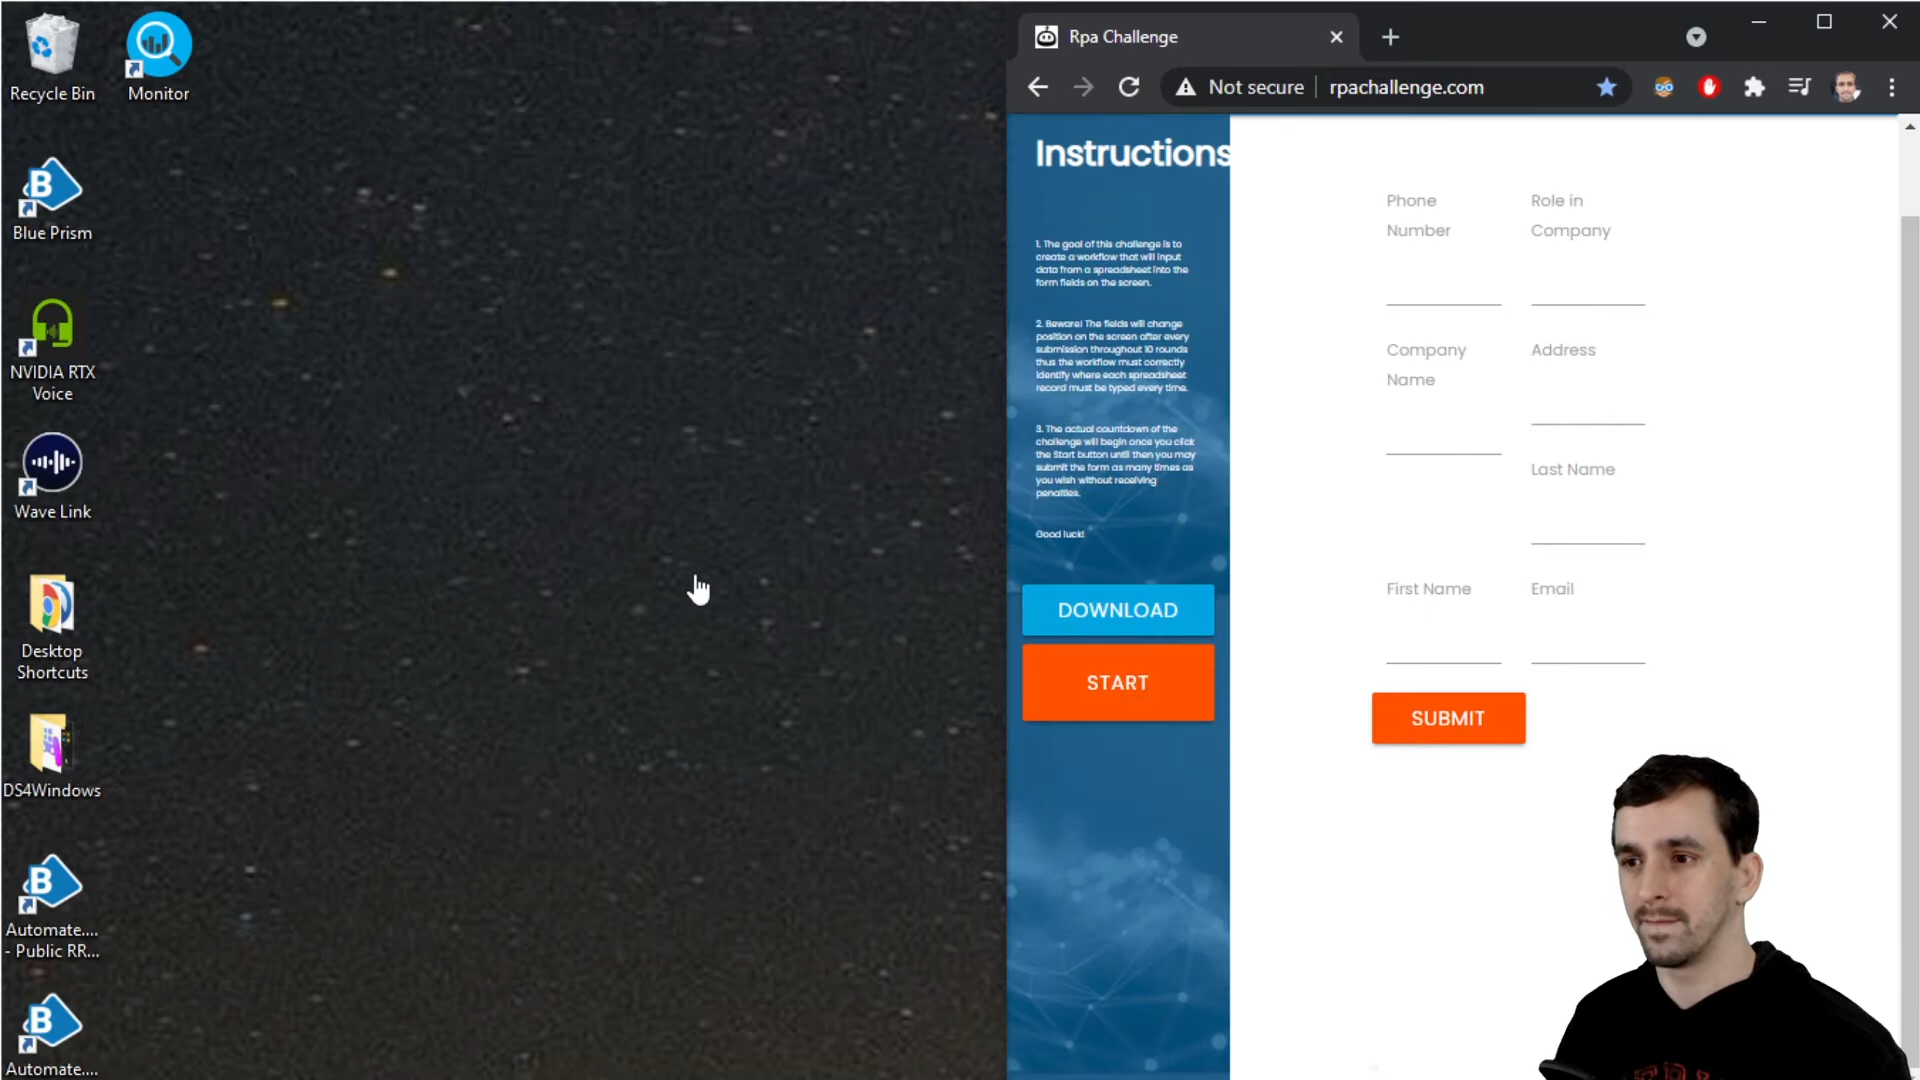 Recycle Bin
Monitor
Blue Prism
NVIDIA RTX
Voice
Wave Link
Desktop
Shortcuts
DS4Windows
Automate....
- Public RR...
Automate....
Rpa Challenge
Not secure
rpachallenge.com
Instructions
1. The goal of this challenge is to
create a workflow that will input
data from a spreadsheet into the
form fields on the screen.
2. Beware! The fields will change
position on the screen after every
submission throughout 10 rounds
thus the workflow must correctly
identify where each spreadsheet
record must be typed every time.
3. The actual countdown of the
challenge will begin once you click
the Start button until then you may
submit the form as many times as
you wish without receiving
penalties.
Good luck!
DOWNLOAD
START
Phone
Number
Role in
Company
Company
Name
Address
Last Name
First Name
Email
SUBMIT